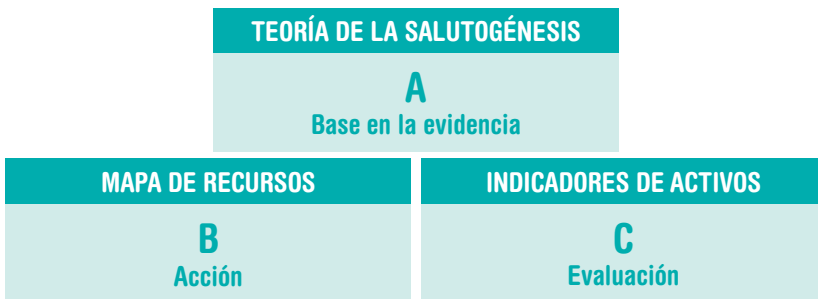 TEORÍA DE LA SALUTOGÉNESIS
A
Base en la evidencia
MAPA DE RECURSOS
B
Acción
INDICADORES DE ACTIVOS
C
Evaluación